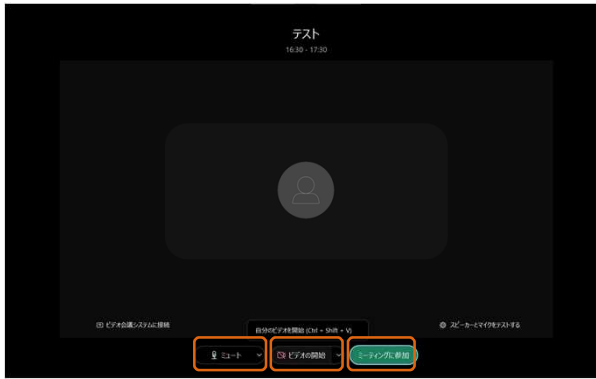 テスト
16:30 - 17:30
ビデオ会議システムに接続
自分のビデオを開始 (Ctrl + Shift + V)
スピーカーとマイクをテストする
ミュート
ビデオの開始
ミーティングに参加